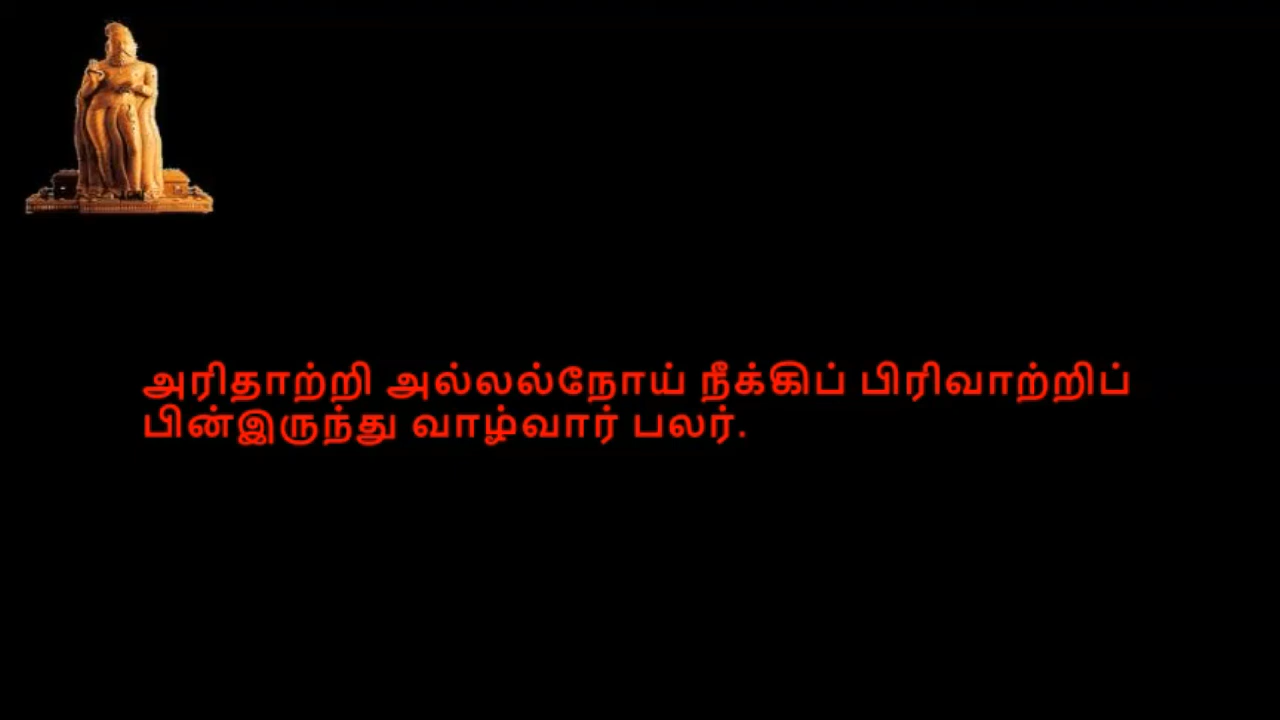 அரிதாற்றி அல்லல்நோய் நீக்கிப் பிரிவாற்றிப்
பின்இருந்து வாழ்வார் பலர்.